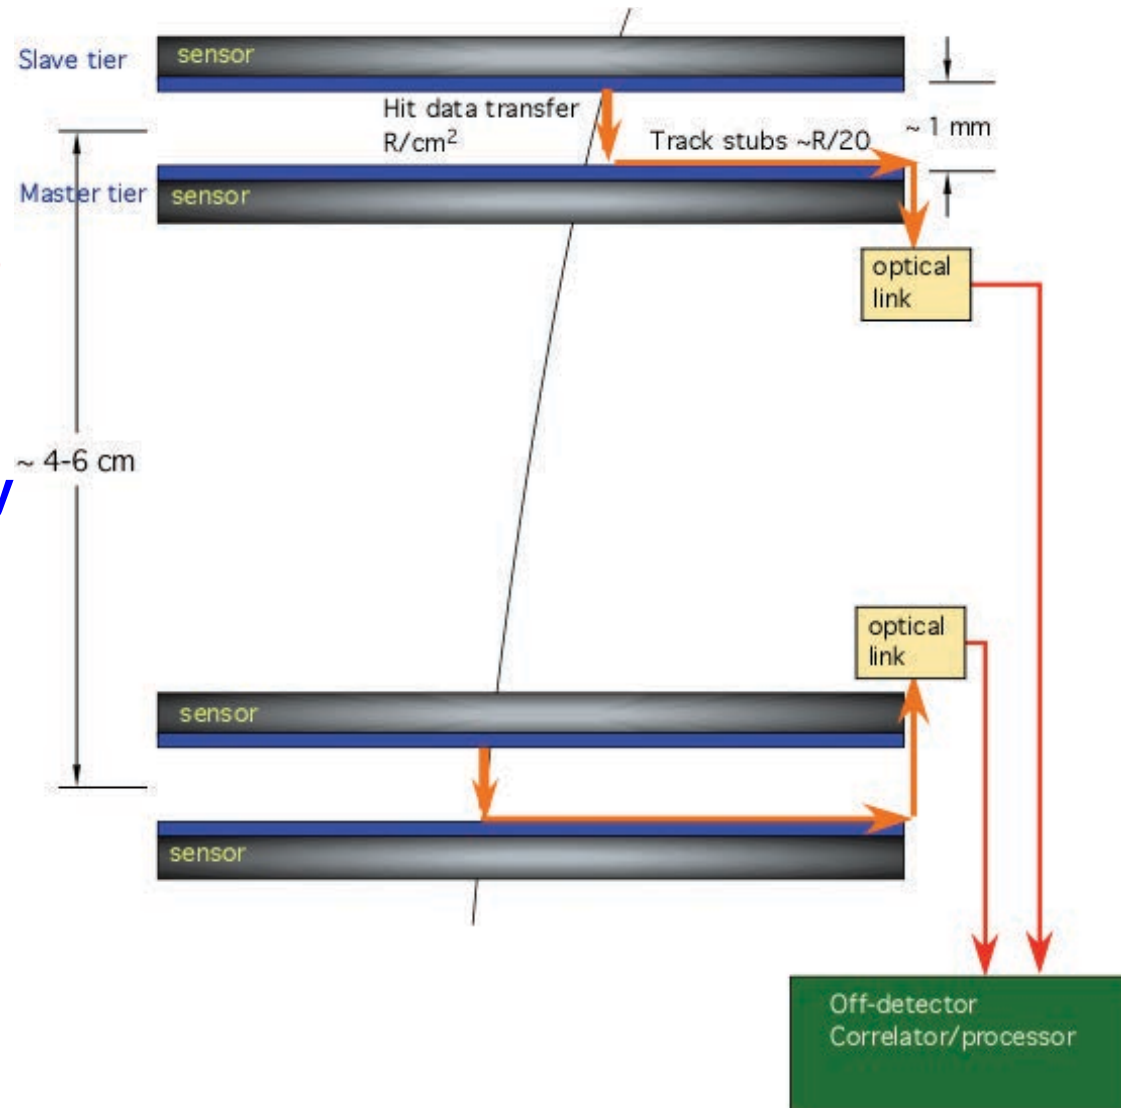 Slave tier
sensor
Hit data transfer
R/cm²
Track stubs ~R/20
~ 1 mm
Master tier
sensor
optical
link
~ 4-6 cm
y
optical
link
sensor
sensor
Off-detector
Correlator/processor